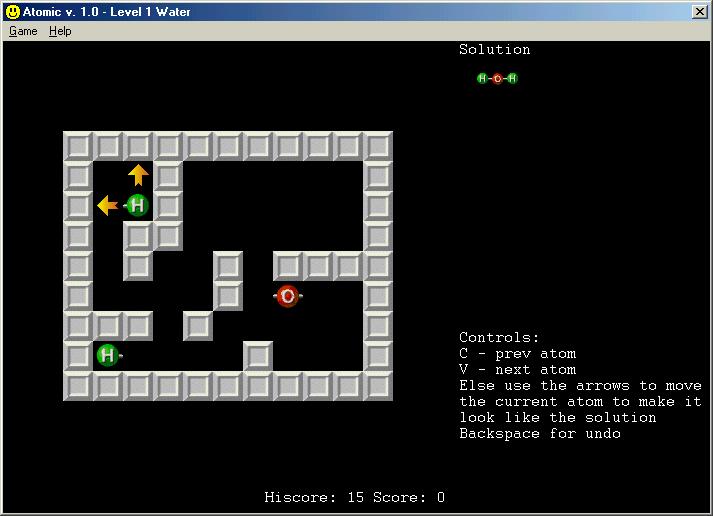 Atomic v. 1.0 - Level 1 Water
Game Help
Solution
H O H
H
O
H
Controls:
C - prev atom
V - next atom
Else use the arrows to move
the current atom to make it
look like the solution
Backspace for undo
Hiscore: 15 Score: 0